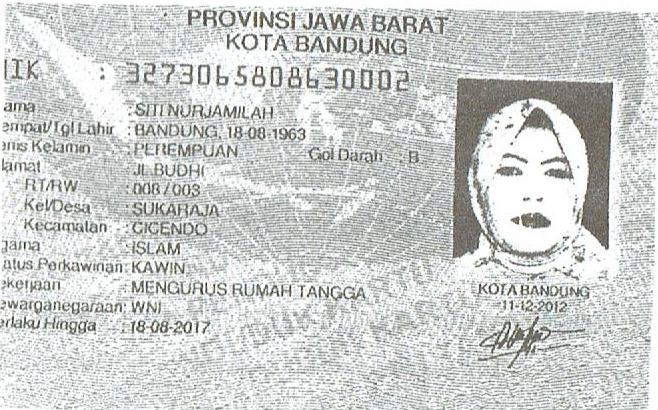 PROVINSI JAWA BARAT
KOTA BANDUNG
IIK : 3273065808630002
ama : SITI NURJAMILAH
empat/Tgl Lahir : BANDUNG, 18-08-1963
enis Kelamin : PEREMPUAN Gol Darah : B
lamat : JL.BUDHI
RT/RW : 008 / 003
Kel/Desa : SUKARAJA
Kecamatan : CICENDO
gama : ISLAM
atus Perkawinan: KAWIN
ekerjaan : MENGURUS RUMAH TANGGA
ewarganegaraan: WNI
erlaku Hingga : 18-08-2017
KOTA BANDUNG
11-12-2012